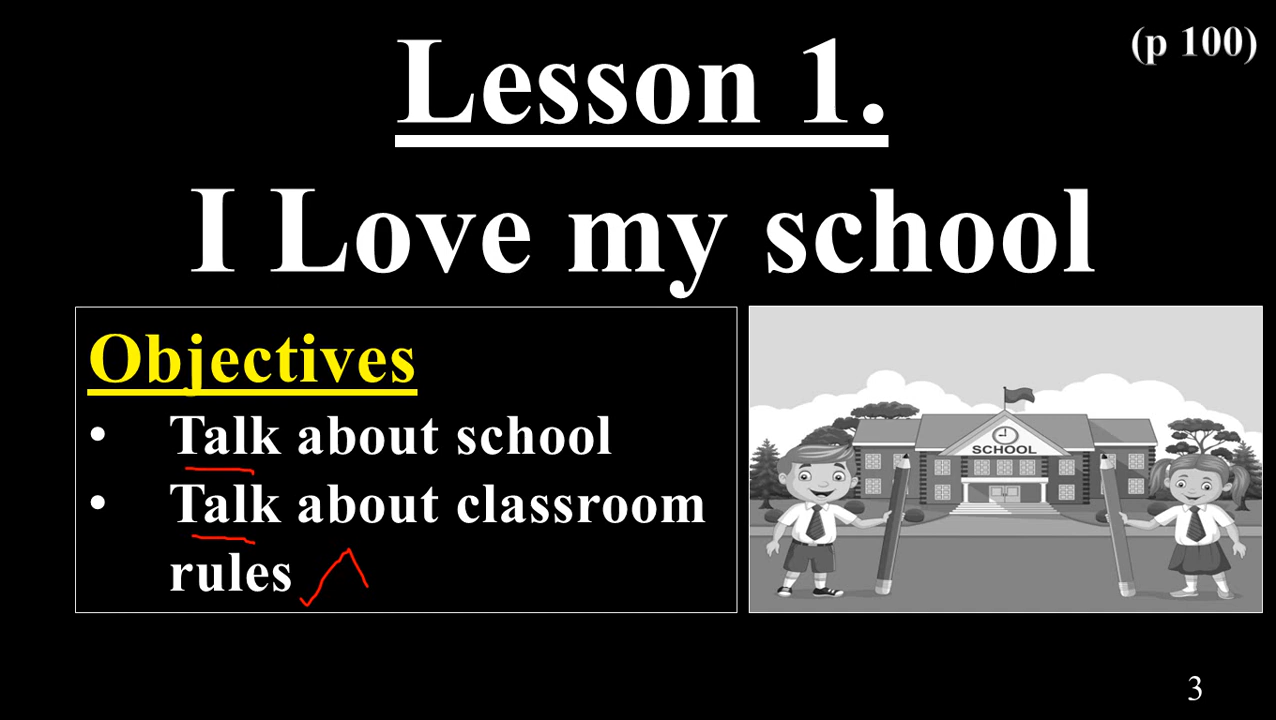 (p 100)
Lesson 1.
I Love my school
Objectives
• Talk about school
• Talk about classroom
rules
SCHOOL
3